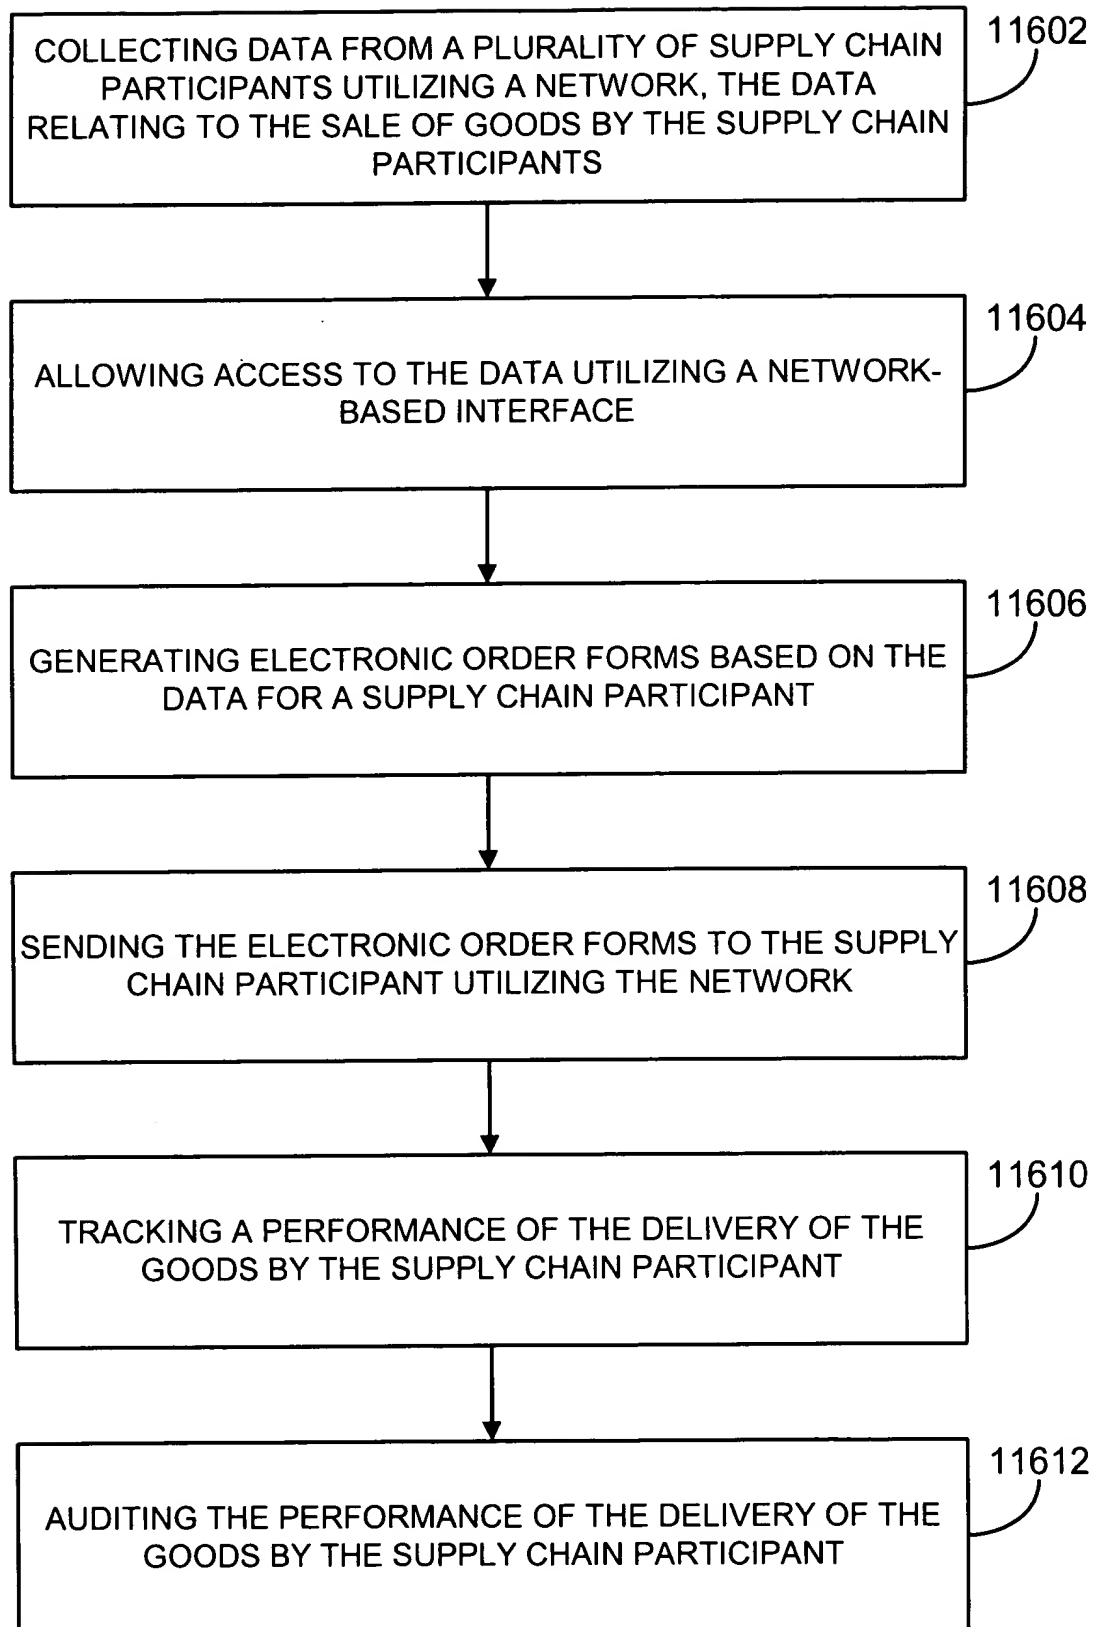 11602
COLLECTING DATA FROM A PLURALITY OF SUPPLY CHAIN
PARTICIPANTS UTILIZING A NETWORK, THE DATA
RELATING TO THE SALE OF GOODS BY THE SUPPLY CHAIN
PARTICIPANTS
11604
ALLOWING ACCESS TO THE DATA UTILIZING A NETWORK-
BASED INTERFACE
11606
GENERATING ELECTRONIC ORDER FORMS BASED ON THE
DATA FOR A SUPPLY CHAIN PARTICIPANT
11608
SENDING THE ELECTRONIC ORDER FORMS TO THE SUPPLY
CHAIN PARTICIPANT UTILIZING THE NETWORK
11610
TRACKING A PERFORMANCE OF THE DELIVERY OF THE
GOODS BY THE SUPPLY CHAIN PARTICIPANT
11612
AUDITING THE PERFORMANCE OF THE DELIVERY OF THE
GOODS BY THE SUPPLY CHAIN PARTICIPANT